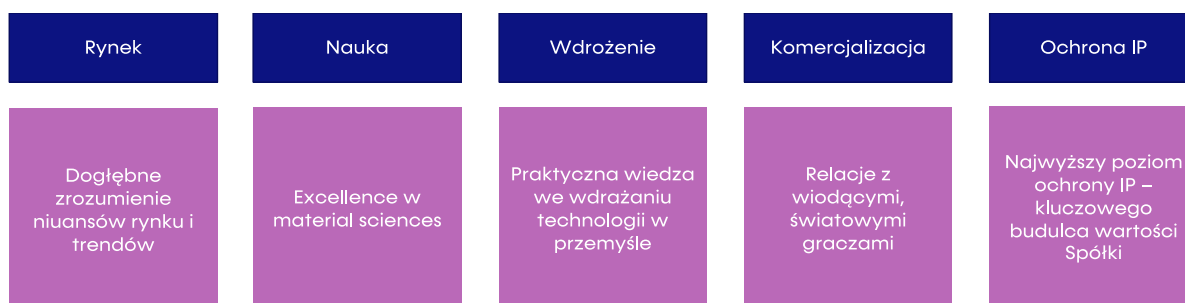 Rynek
Nauka
Wdrożenie
Komercjalizacja
Ochrona IP
Dogłębne
zrozumienie
niuansów rynku i
trendów
Excellence w
material sciences
Praktyczna wiedza
we wdrażaniu
technologii w
przemyśle
Relacje z
wiodącymi,
światowymi
graczami
Najwyższy poziom
ochrony IP –
kluczowego
budulca wartości
Spółki